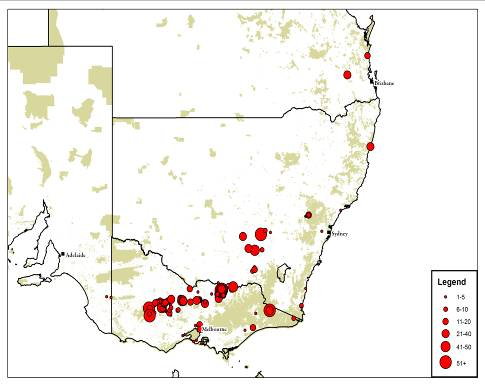 Brisbane
Sydney
Adelaide
Melbourne
Legend
1-5
6-10
11-20
21-40
41-50
51+